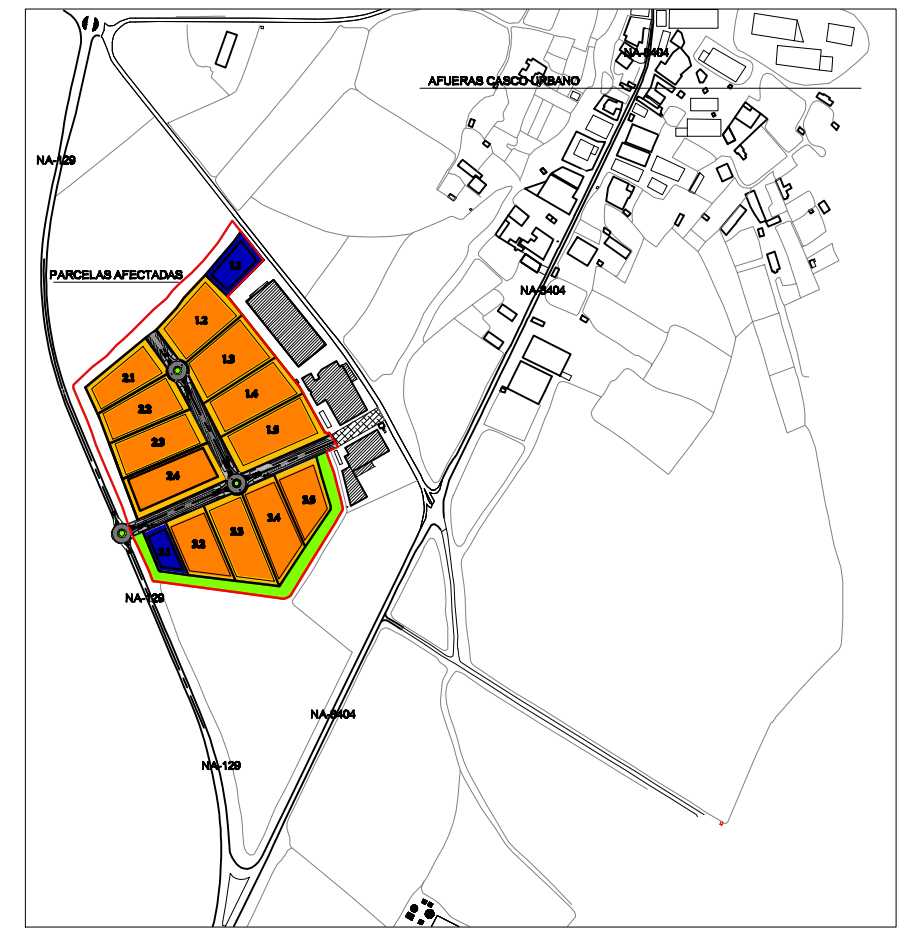 NA-8404
AFUERAS CASCO URBANO
NA-129
PARCELAS AFECTADAS
1.1
NA-8404
1.2
1.3
2.1
1.4
2.2
1.5
2.3
2.4
3.5
3.4
3.3
3.2
3.1
NA-129
NA-8404
NA-129